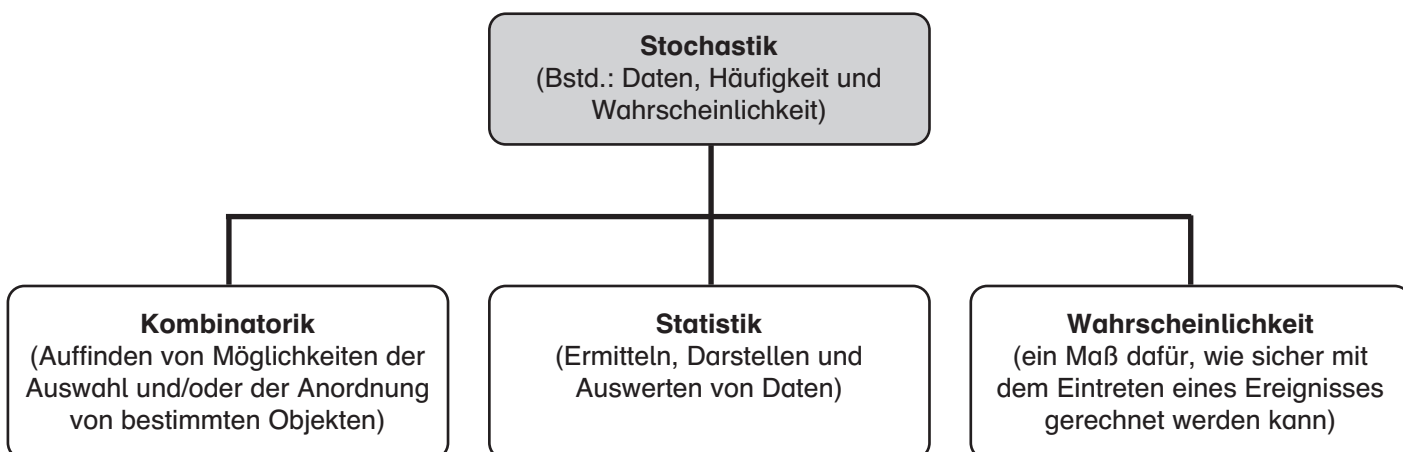 Stochastik
(Bstd.: Daten, Häufigkeit und
Wahrscheinlichkeit)
Kombinatorik
(Auffinden von Möglichkeiten der
Auswahl und/oder der Anordnung
von bestimmten Objekten)
Statistik
(Ermitteln, Darstellen und
Auswerten von Daten)
Wahrscheinlichkeit
(ein Maß dafür, wie sicher mit
dem Eintreten eines Ereignisses
gerechnet werden kann)